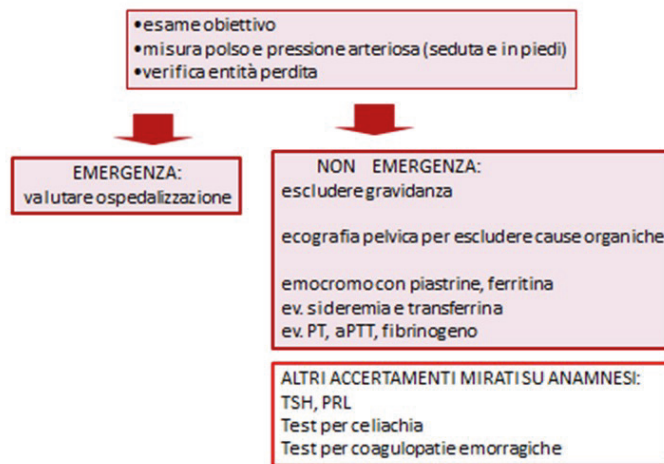 •esame obiettivo
•misura polso e pressione arteriosa (seduta e in piedi)
•verifica entità perdita
EMERGENZA:
valutare ospedalizzazione
NON EMERGENZA:
escludere gravidanza
ecografia pelvica per escludere cause organiche
emocromo con piastrine, ferritina
ev. sideremia e transferrina
ev. PT, aPTT, fibrinogeno
ALTRI ACCERTAMENTI MIRATI SU ANAMNESI:
TSH, PRL
Test per celiachia
Test per coagulopatie emorragiche